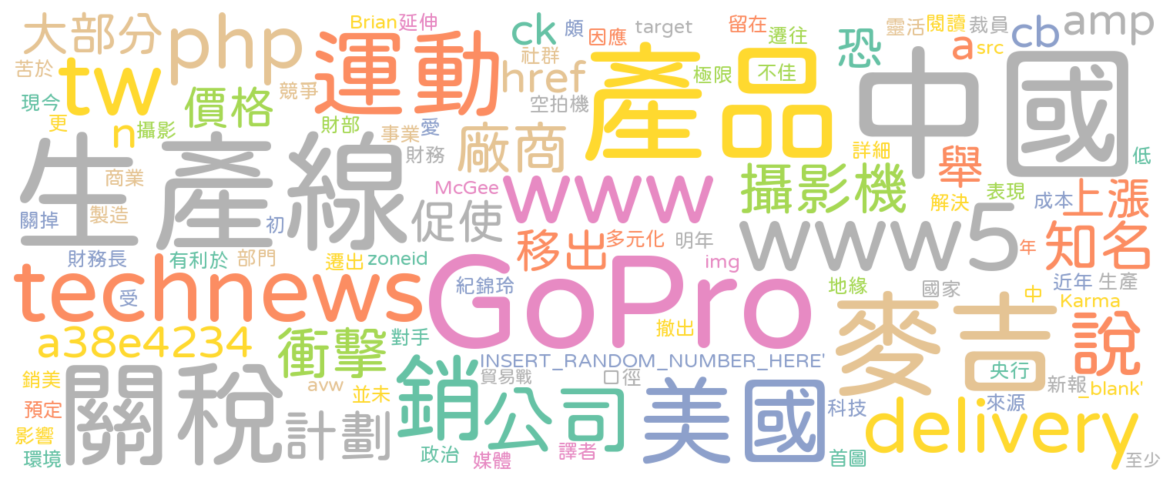 大部分
php
Brian
延伸
ck
頗
因應
target
留在
遷往
恐
靈活
閱讀
裁員
a
src
cb
amp
苦於
tw
運動
社群
href
產品
極限
不佳
中國
現今
更
n
攝影
價格
競爭
財部
空拍機
事業
愛
生產線
商業
財務
廠商
詳細
舉
低
McGee
www
攝影機
解決
表現
成本
上漲
關掉
製造
初
促使
www5
年
知名
財務長
有利於
部門
遷出
zoneid
移出
多元化
明年
img
technews
受
GoPro
紀錦玲
地緣
國家
近年
生產
中
Karma
撤出
麥吉
說
a38e4234
衝擊
對手
INSERT_RANDOM_NUMBER_HERE'
央行
銷美
關稅
avw
並未
銷
貿易戰
口徑
公司
美國
新報
_blank'
預定
計劃
科技
delivery
來源
影響
環境
政治
媒體
譯者
首圖
至少